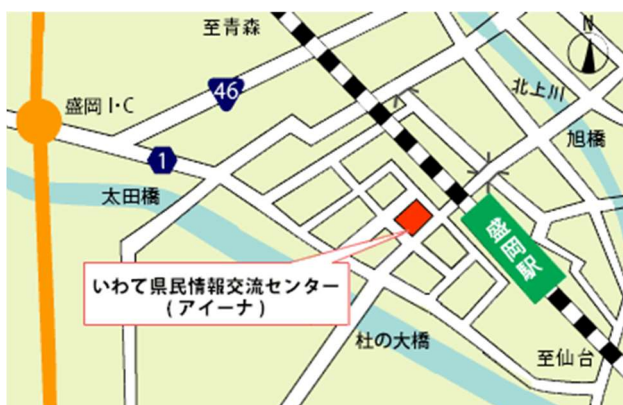 至青森
N
46
北上川
盛岡I・C
旭橋
1
太田橋
盛岡駅
いわて県民情報交流センター
(アイーナ)
杜の大橋
至仙台